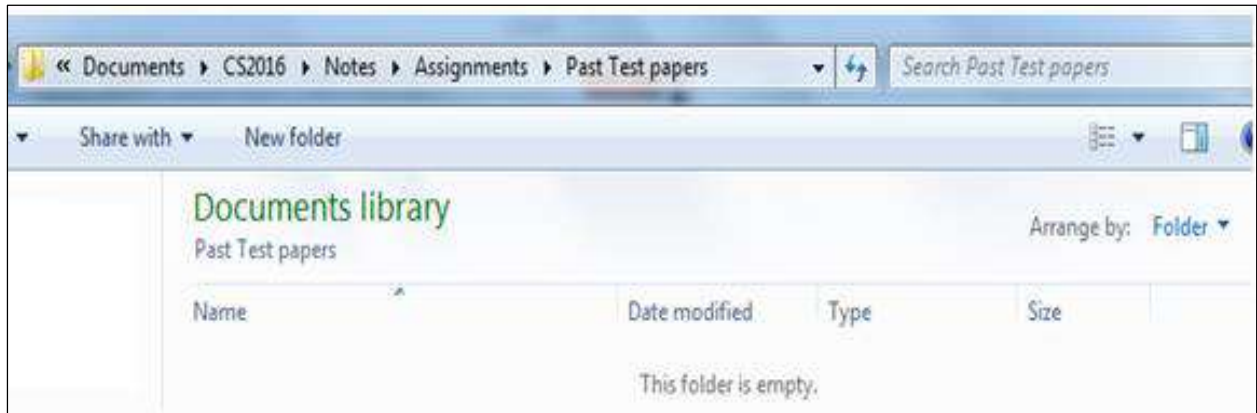 « Documents ▸ CS2016 ▸ Notes ▸ Assignments ▸ Past Test papers Search Past Test papers
Share with New folder
Documents library
Past Test papers Arrange by: Folder
Name Date modified Type Size
This folder is empty.